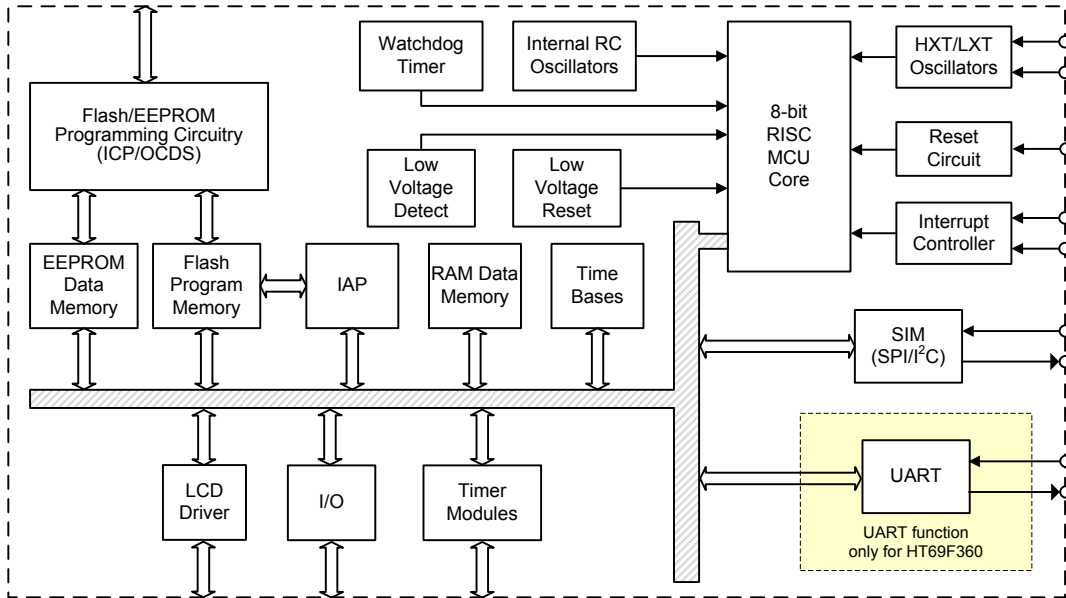 Watchdog
Timer
Internal RC
Oscillators
HXT/LXT
Oscillators
Flash/EEPROM
Programming Circuitry
(ICP/OCDS)
8-bit
RISC
MCU
Core
Reset
Circuit
Low
Voltage
Detect
Low
Voltage
Reset
Interrupt
Controller
EEPROM
Data
Memory
Flash
Program
Memory
IAP
RAM Data
Memory
Time
Bases
SIM
(SPI/I²C)
LCD
Driver
I/O
Timer
Modules
UART
UART function
only for HT69F360